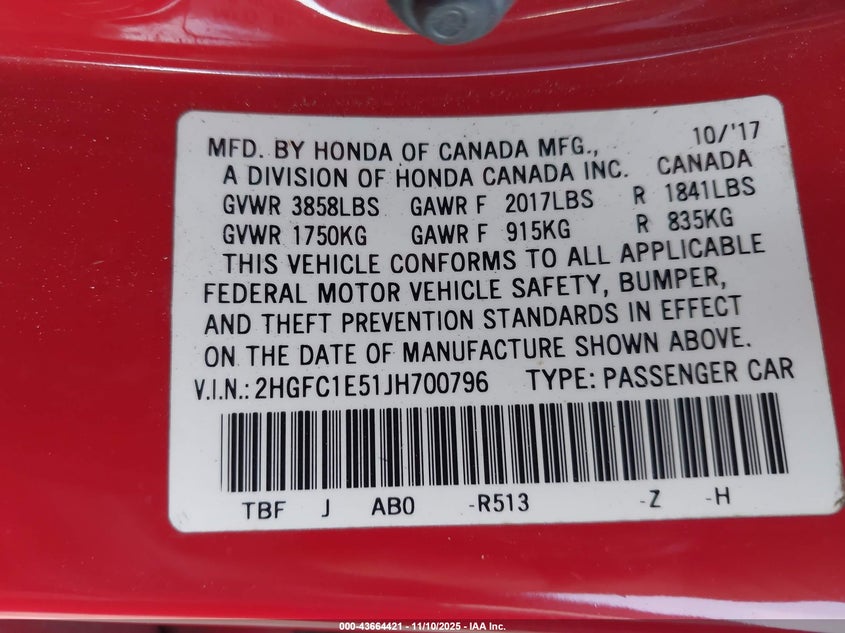 MFD. BY HONDA OF CANADA MFG., 10/'17
A DIVISION OF HONDA CANADA INC. CANADA
GVWR 3858LBS GAWR F 2017LBS R 1841LBS
GVWR 1750KG GAWR F 915KG R 835KG
THIS VEHICLE CONFORMS TO ALL APPLICABLE
FEDERAL MOTOR VEHICLE SAFETY, BUMPER,
AND THEFT PREVENTION STANDARDS IN EFFECT
ON THE DATE OF MANUFACTURE SHOWN ABOVE.
V.I.N.: 2HGFC1E51JH700796 TYPE: PASSENGER CAR
TBF J AB0 -R513 -Z -H
000-43664421 - 11/10/2025 - IAA Inc.